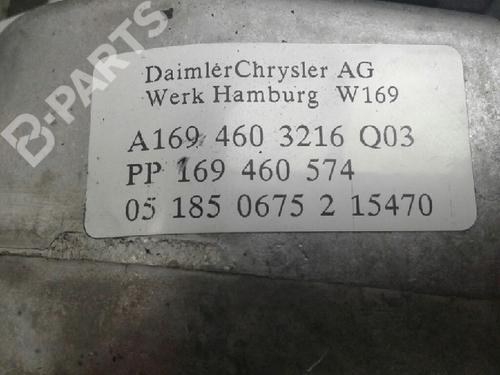 B-PARTS
DaimlerChrysler AG
Werk Hamburg W169
A169 460 3216 Q03
PP 169 460 574
05 185 0675 2 15470